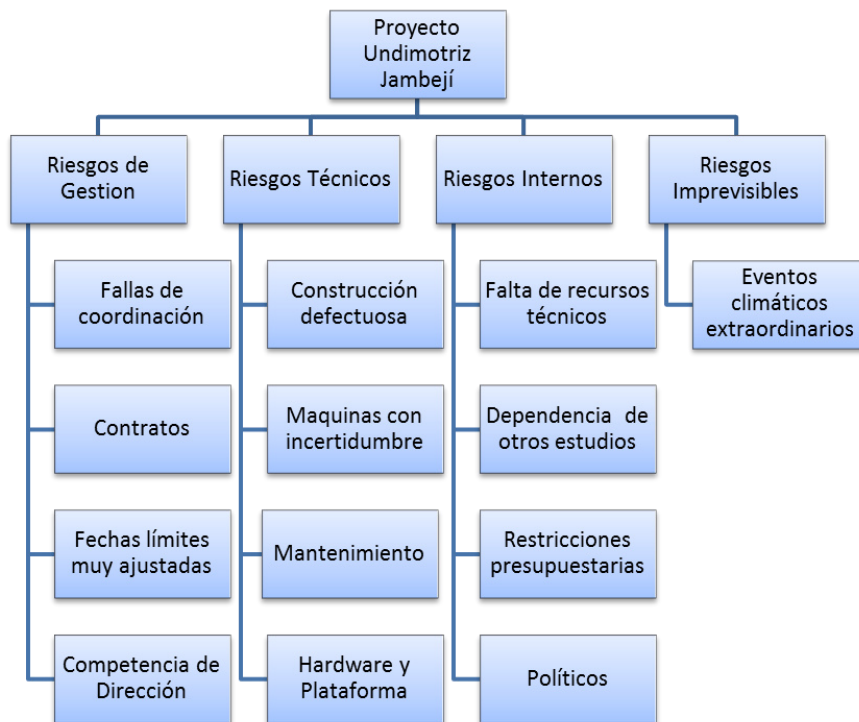 Proyecto
Undimotriz
Jambejí
Riesgos de
Gestion
Riesgos Técnicos
Riesgos Internos
Riesgos
Imprevisibles
Fallas de
coordinación
Construcción
defectuosa
Falta de recursos
técnicos
Eventos
climáticos
extraordinarios
Contratos
Maquinas con
incertidumbre
Dependencia de
otros estudios
Fechas límites
muy ajustadas
Mantenimiento
Restricciones
presupuestarias
Competencia de
Dirección
Hardware y
Plataforma
Políticos